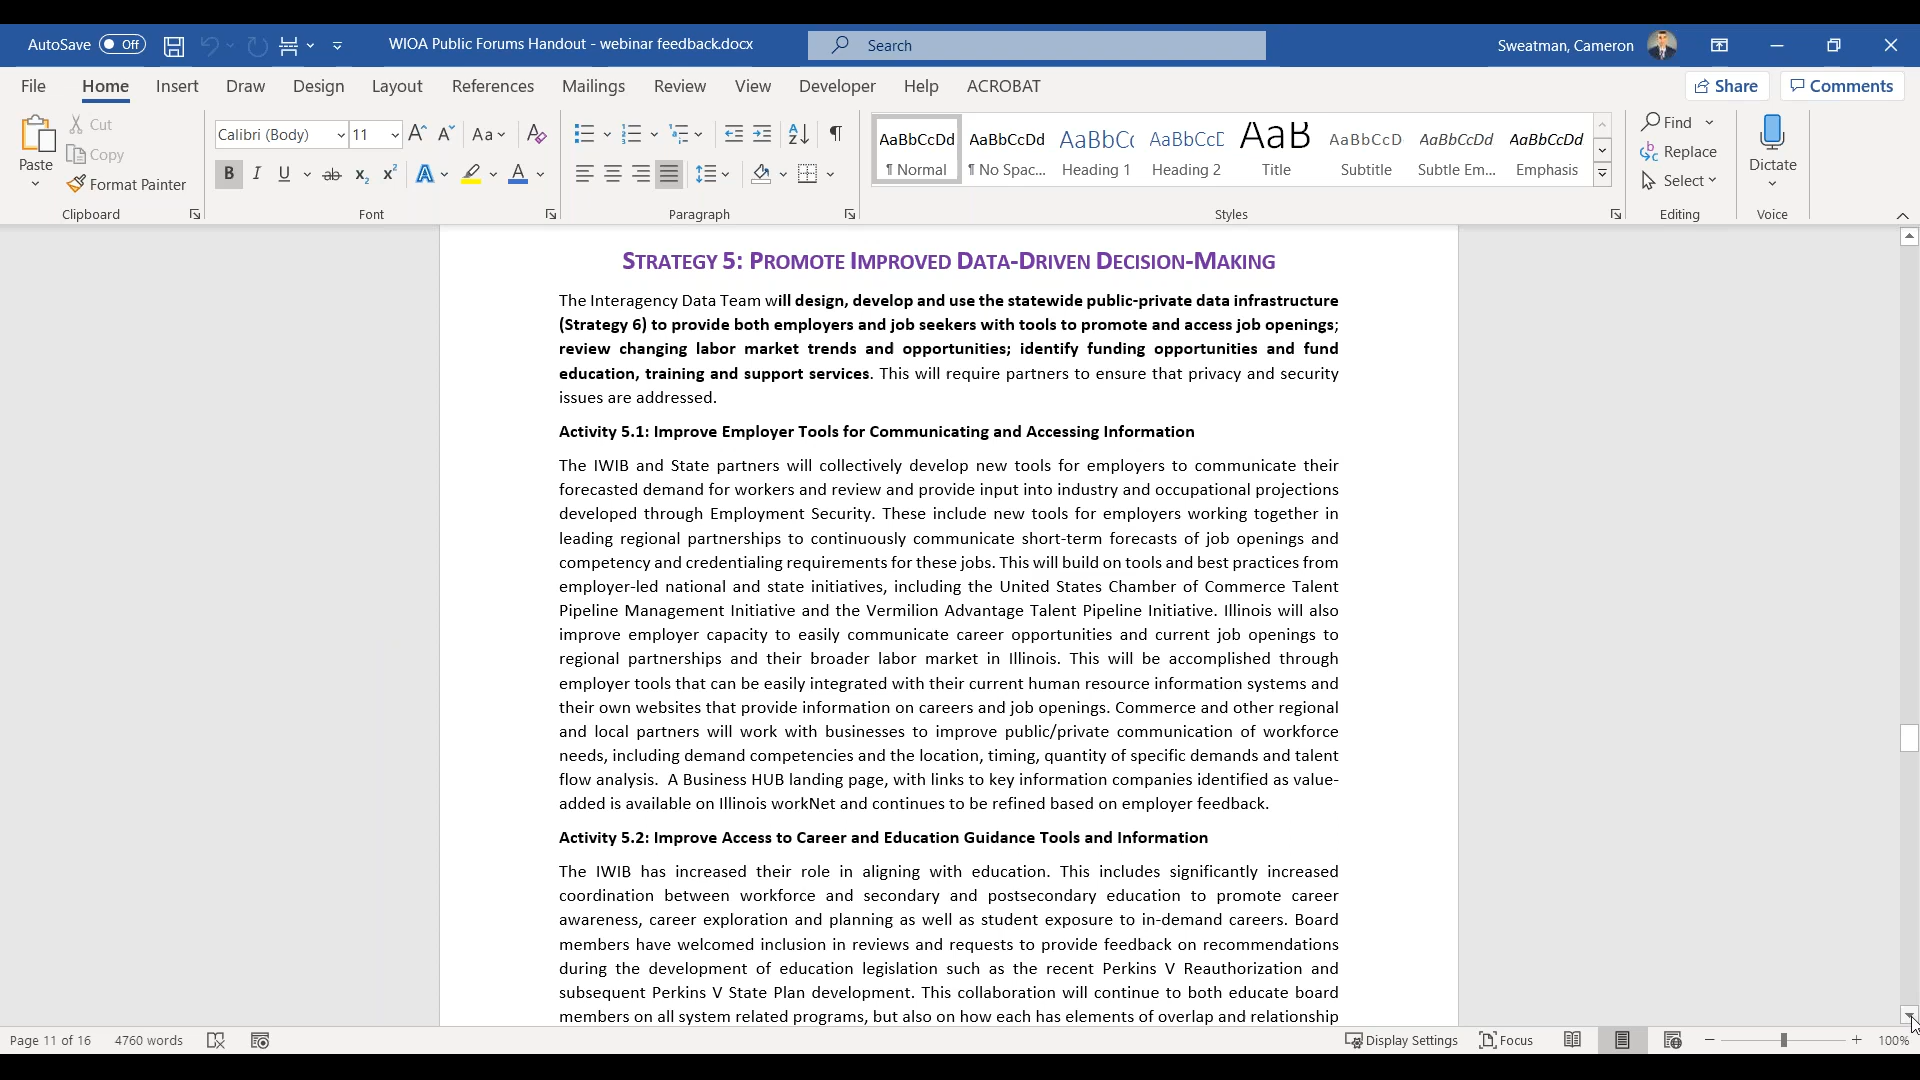 AutoSave Off WIOA Public Forums Handout - webinar feedback.docx Search Sweatman, Cameron
File Home Insert Draw Design Layout References Mailings Review View Developer Help ACROBAT Share Comments
Paste Cut Copy Format Painter
Clipboard
Calibri (Body) 11 Aa
B I U ab x₂ x² A A
Font
Paragraph
AaBbCcDd AaBbCcDd AaBbC( AaBbCcE AaB AaBbCcD AaBbCcDd AaBbCcDd
¶ Normal ¶ No Spac... Heading 1 Heading 2 Title Subtitle Subtle Em... Emphasis
Styles
Find
Replace
Select
Editing
Dictate
Voice
STRATEGY 5: PROMOTE IMPROVED DATA-DRIVEN DECISION-MAKING
The Interagency Data Team will design, develop and use the statewide public-private data infrastructure
(Strategy 6) to provide both employers and job seekers with tools to promote and access job openings;
review changing labor market trends and opportunities; identify funding opportunities and fund
education, training and support services. This will require partners to ensure that privacy and security
issues are addressed.
Activity 5.1: Improve Employer Tools for Communicating and Accessing Information
The IWIB and State partners will collectively develop new tools for employers to communicate their
forecasted demand for workers and review and provide input into industry and occupational projections
developed through Employment Security. These include new tools for employers working together in
leading regional partnerships to continuously communicate short-term forecasts of job openings and
competency and credentialing requirements for these jobs. This will build on tools and best practices from
employer-led national and state initiatives, including the United States Chamber of Commerce Talent
Pipeline Management Initiative and the Vermilion Advantage Talent Pipeline Initiative. Illinois will also
improve employer capacity to easily communicate career opportunities and current job openings to
regional partnerships and their broader labor market in Illinois. This will be accomplished through
employer tools that can be easily integrated with their current human resource information systems and
their own websites that provide information on careers and job openings. Commerce and other regional
and local partners will work with businesses to improve public/private communication of workforce
needs, including demand competencies and the location, timing, quantity of specific demands and talent
flow analysis. A Business HUB landing page, with links to key information companies identified as value-
added is available on Illinois workNet and continues to be refined based on employer feedback.
Activity 5.2: Improve Access to Career and Education Guidance Tools and Information
The IWIB has increased their role in aligning with education. This includes significantly increased
coordination between workforce and secondary and postsecondary education to promote career
awareness, career exploration and planning as well as student exposure to in-demand careers. Board
members have welcomed inclusion in reviews and requests to provide feedback on recommendations
during the development of education legislation such as the recent Perkins V Reauthorization and
subsequent Perkins V State Plan development. This collaboration will continue to both educate board
members on all system related programs, but also on how each has elements of overlap and relationship
Page 11 of 16 4760 words Display Settings Focus 100%